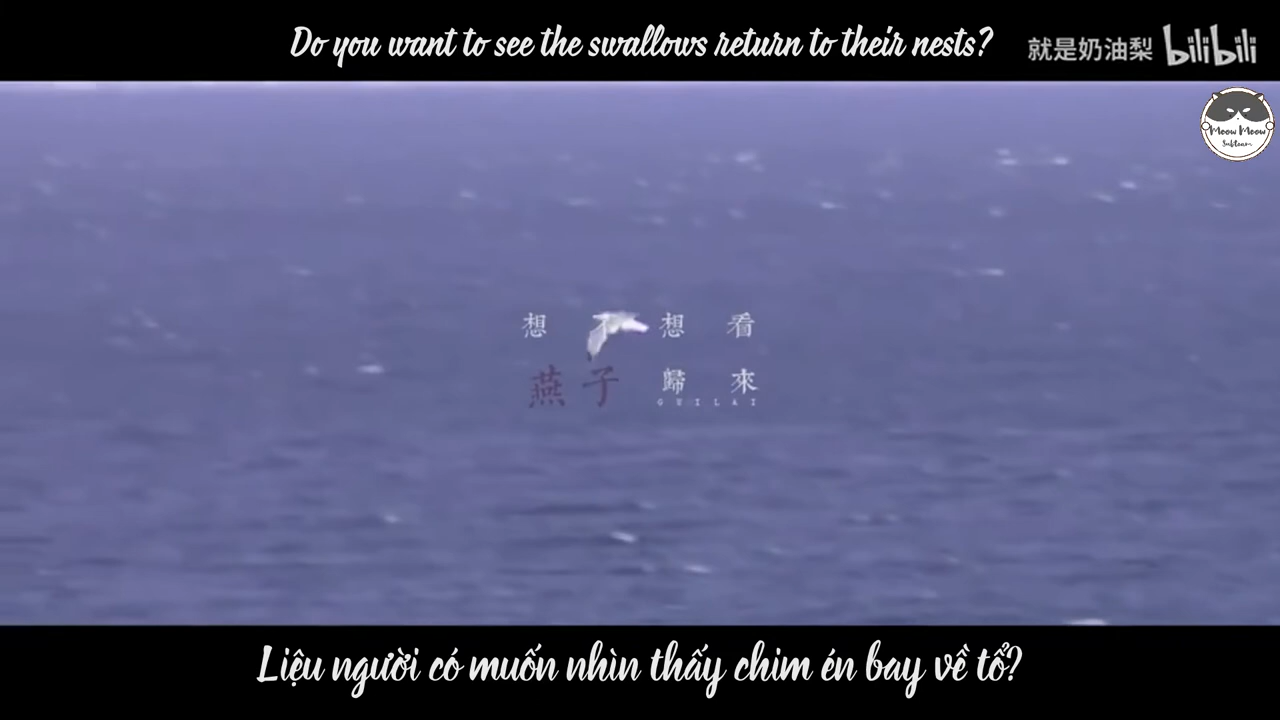 Do you want to see the swallows return to their nests?
就是奶油梨 bilibili
Meow Meow
Subteam
想不想看
燕子歸來
GUILAI
Liệu người có muốn nhìn thấy chim én bay về tổ?